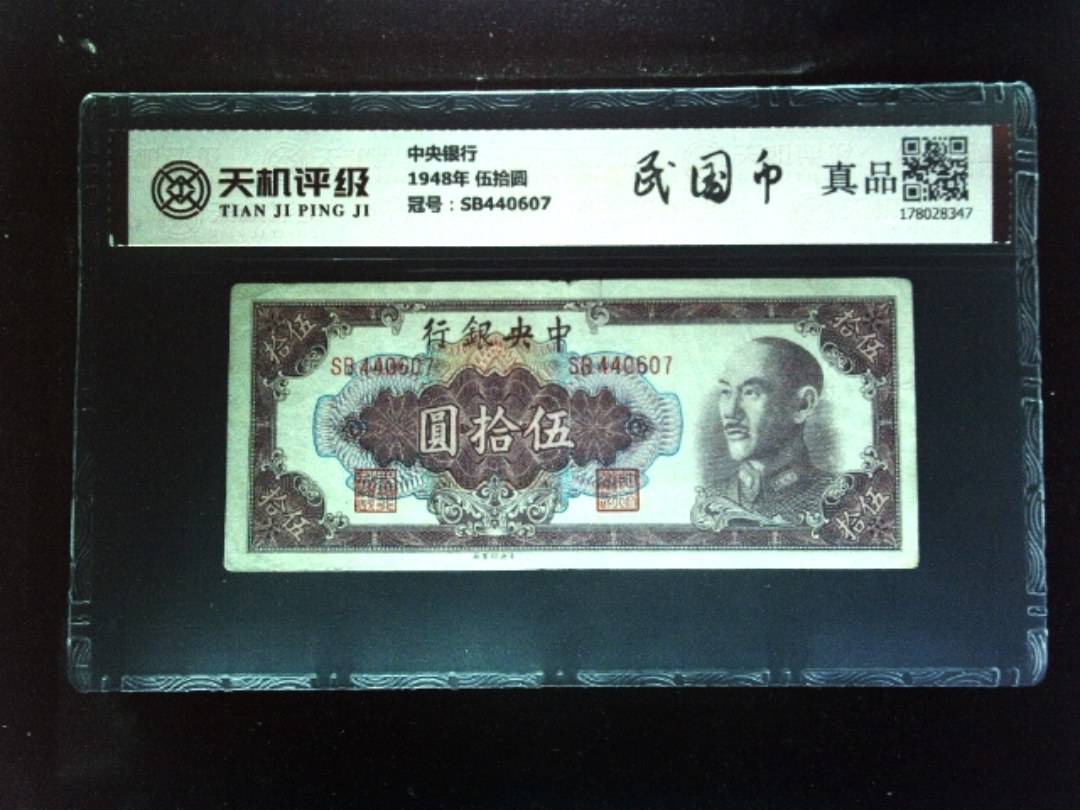 天机评级
TIAN JI PING JI
中央银行
1948年 伍拾圆
冠号：SB440607
民国币
真品
178028347
行銀央中
SB440607
SB440607
圓拾伍
拾伍
拾伍
拾伍
拾伍